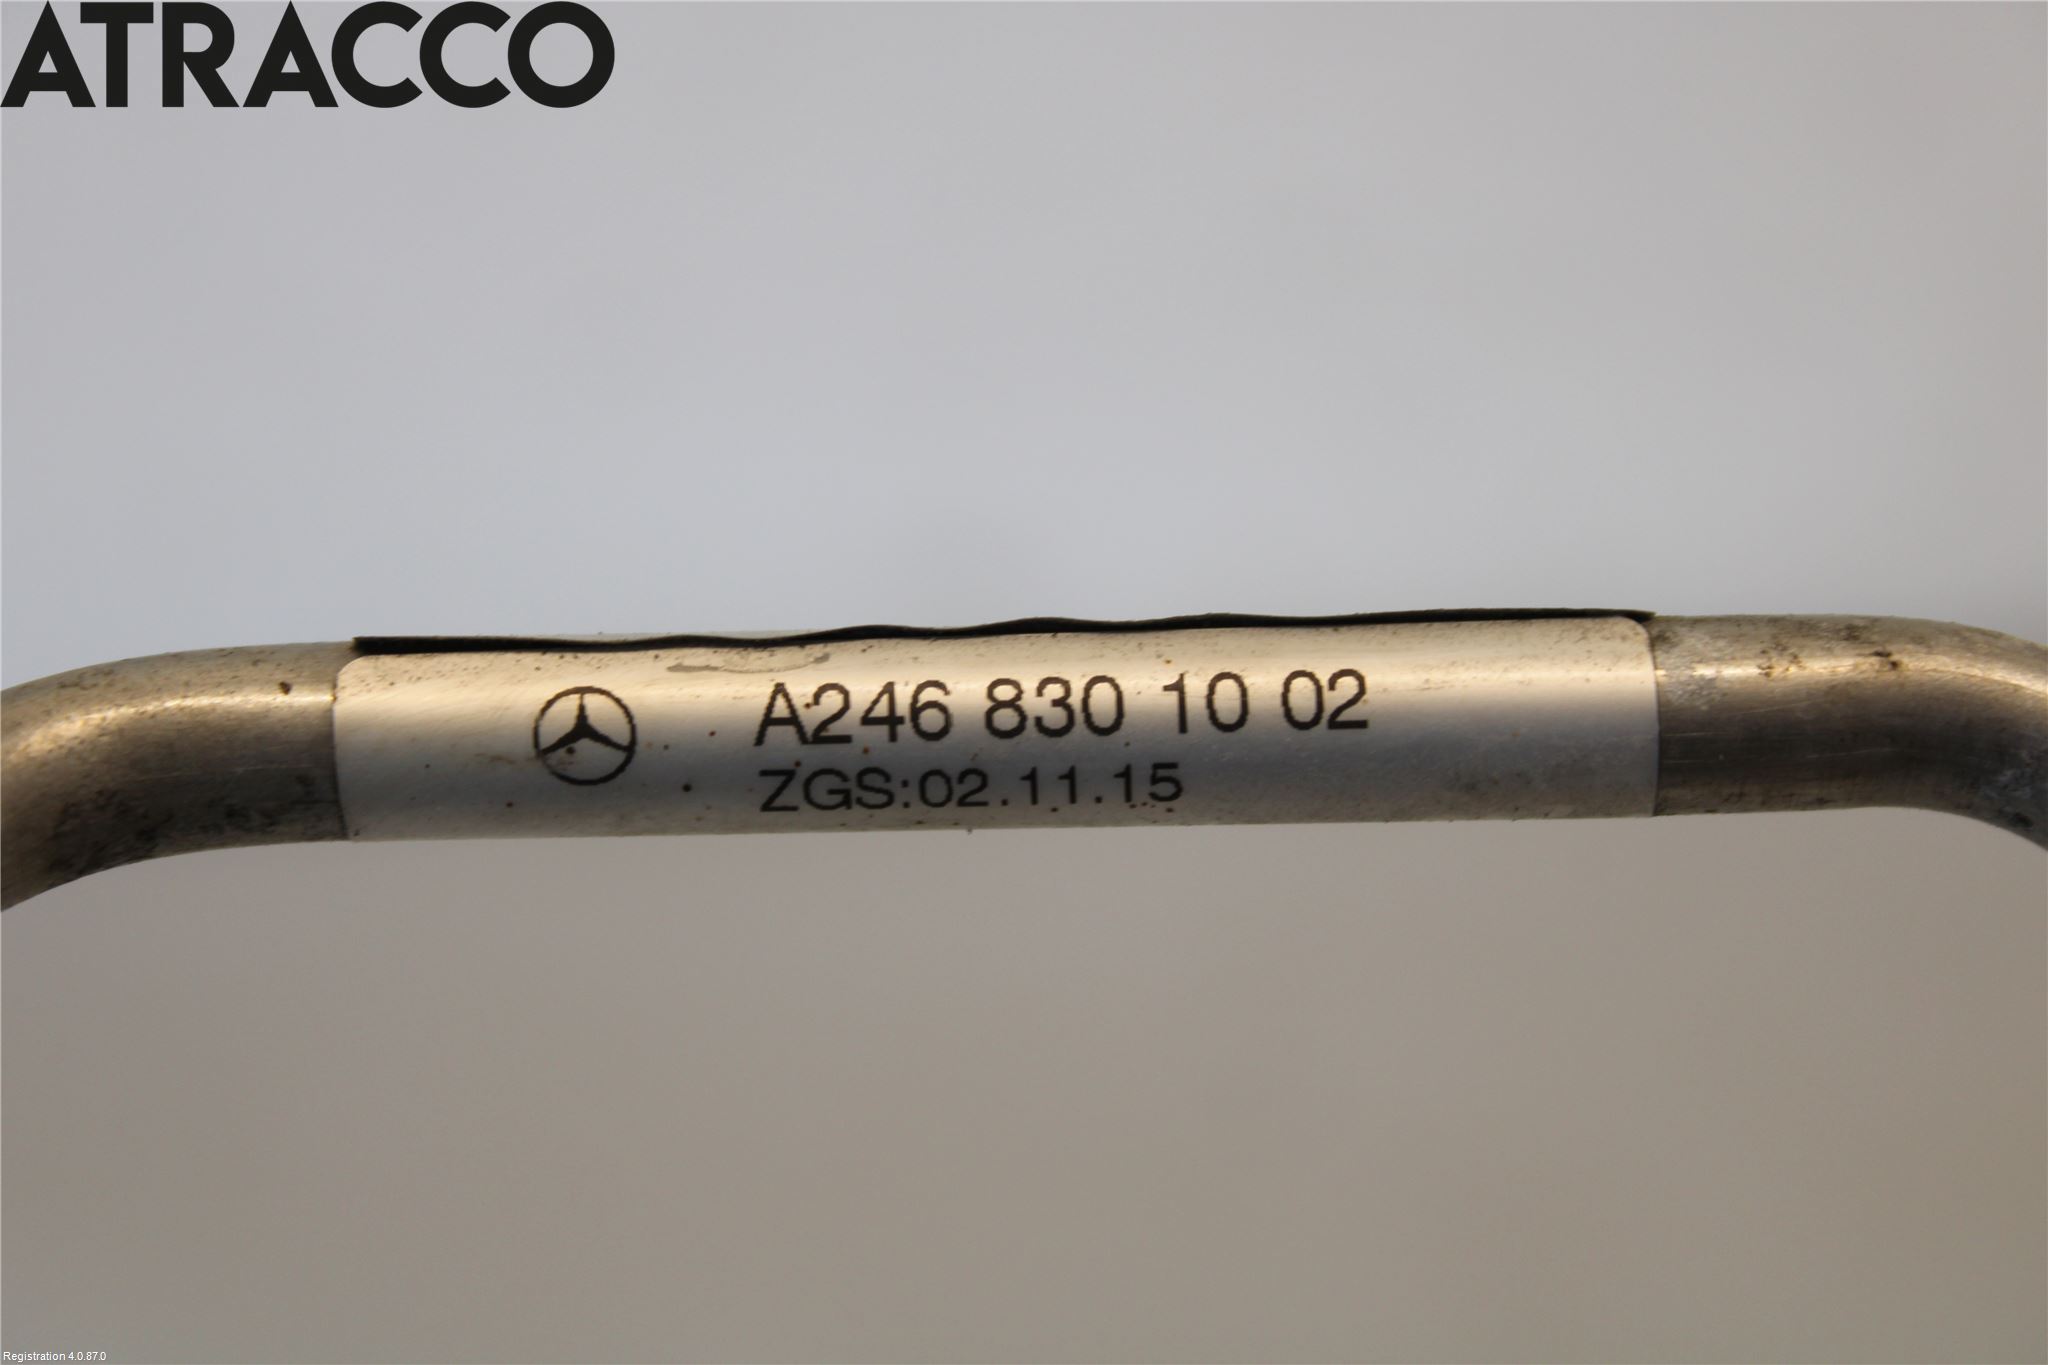 ATRACCO
A246 830 10 02
ZGS:02.11.15
Registration 4.0.87.0